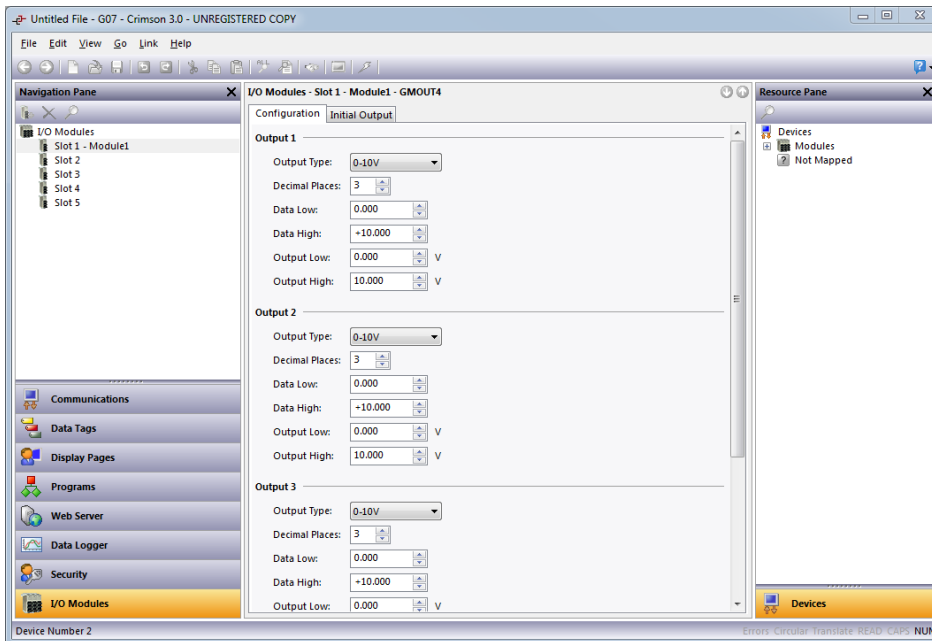 Untitled File - G07 - Crimson 3.0 - UNREGISTERED COPY
File Edit View Go Link Help
Navigation Pane
I/O Modules
Slot 1 - Module1
Slot 2
Slot 3
Slot 4
Slot 5
Communications
Data Tags
Display Pages
Programs
Web Server
Data Logger
Security
I/O Modules
I/O Modules - Slot 1 - Module1 - GMOUT4
Configuration Initial Output
Output 1
Output Type: 0-10V
Decimal Places: 3
Data Low: 0.000
Data High: +10.000
Output Low: 0.000 V
Output High: 10.000 V
Output 2
Output Type: 0-10V
Decimal Places: 3
Data Low: 0.000
Data High: +10.000
Output Low: 0.000 V
Output High: 10.000 V
Output 3
Output Type: 0-10V
Decimal Places: 3
Data Low: 0.000
Data High: +10.000
Output Low: 0.000 V
Resource Pane
Devices
Modules
Not Mapped
Devices
Device Number 2
Errors Circular Translate READ CAPS NUM